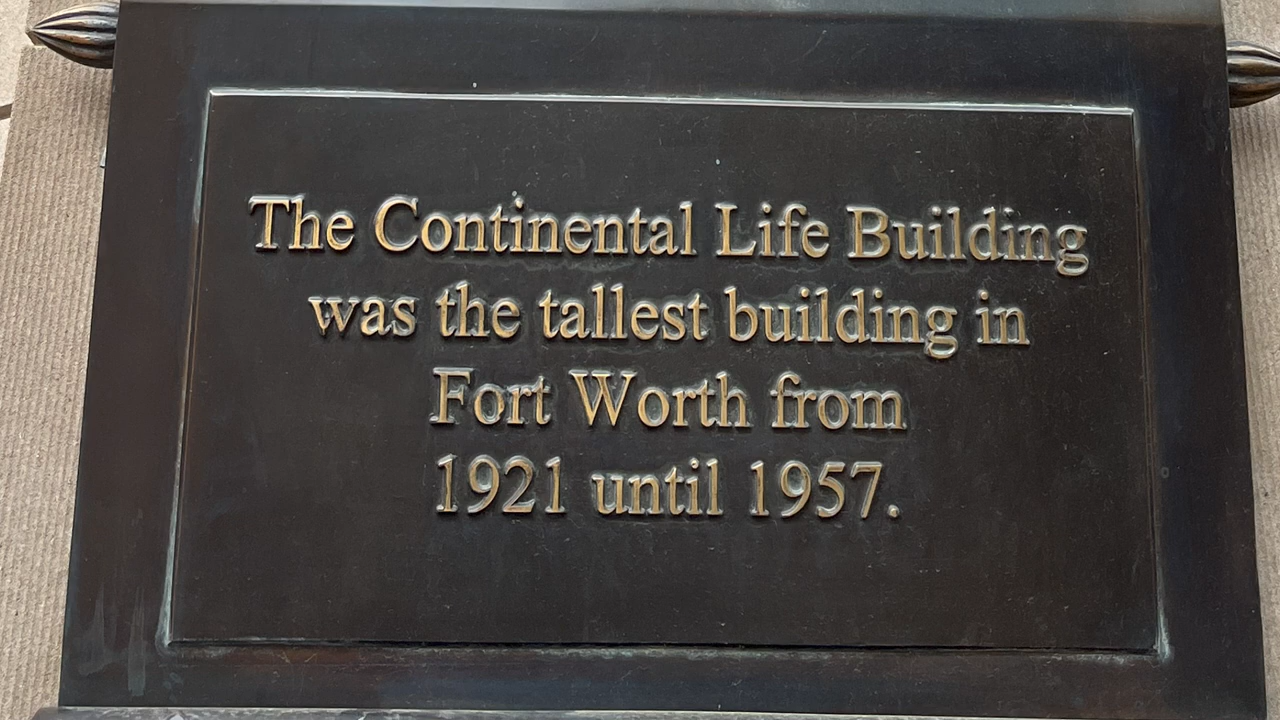 The Continental Life Building
was the tallest building in
Fort Worth from
1921 until 1957.